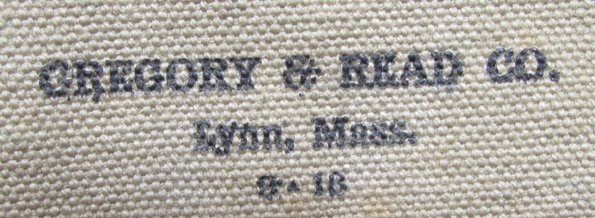 GREGORY & READ CO.
Lynn, Mass.
9-18